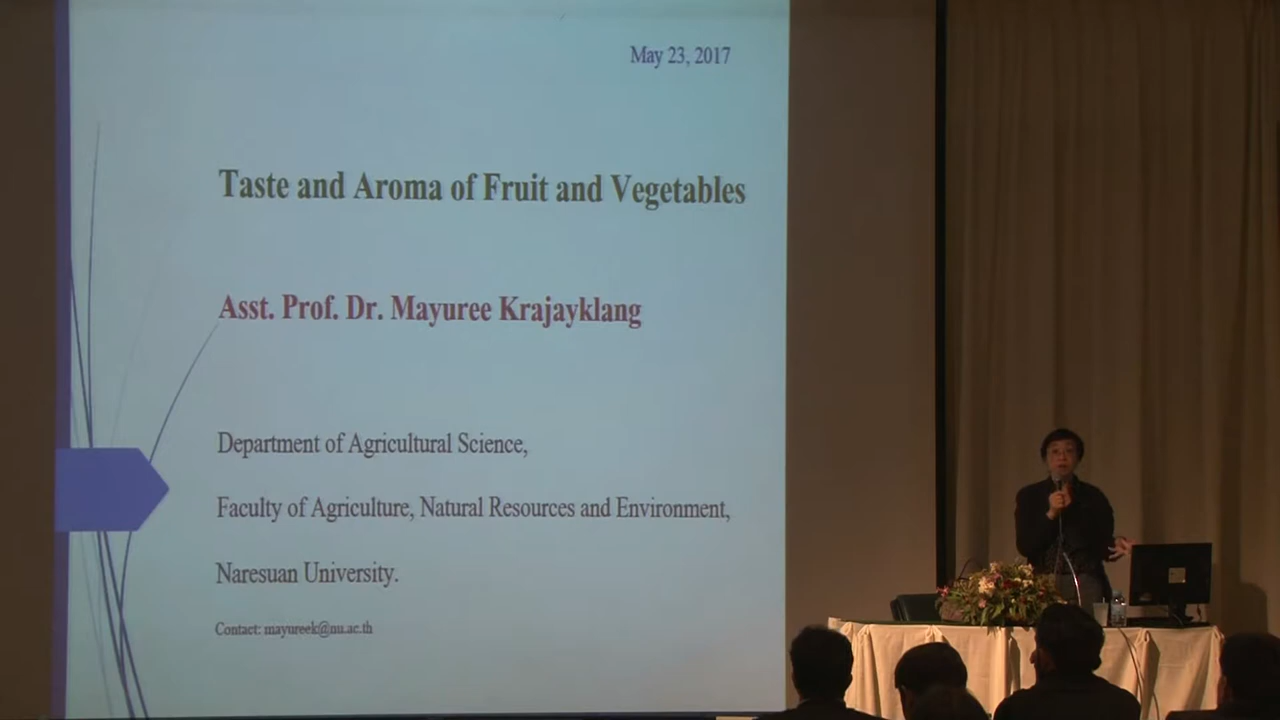 May 23, 2017
Taste and Aroma of Fruit and Vegetables
Asst. Prof. Dr. Mayuree Krajayklang
Department of Agricultural Science,
Faculty of Agriculture, Natural Resources and Environment,
Naresuan University.
Contact: mayureek@nu.ac.th